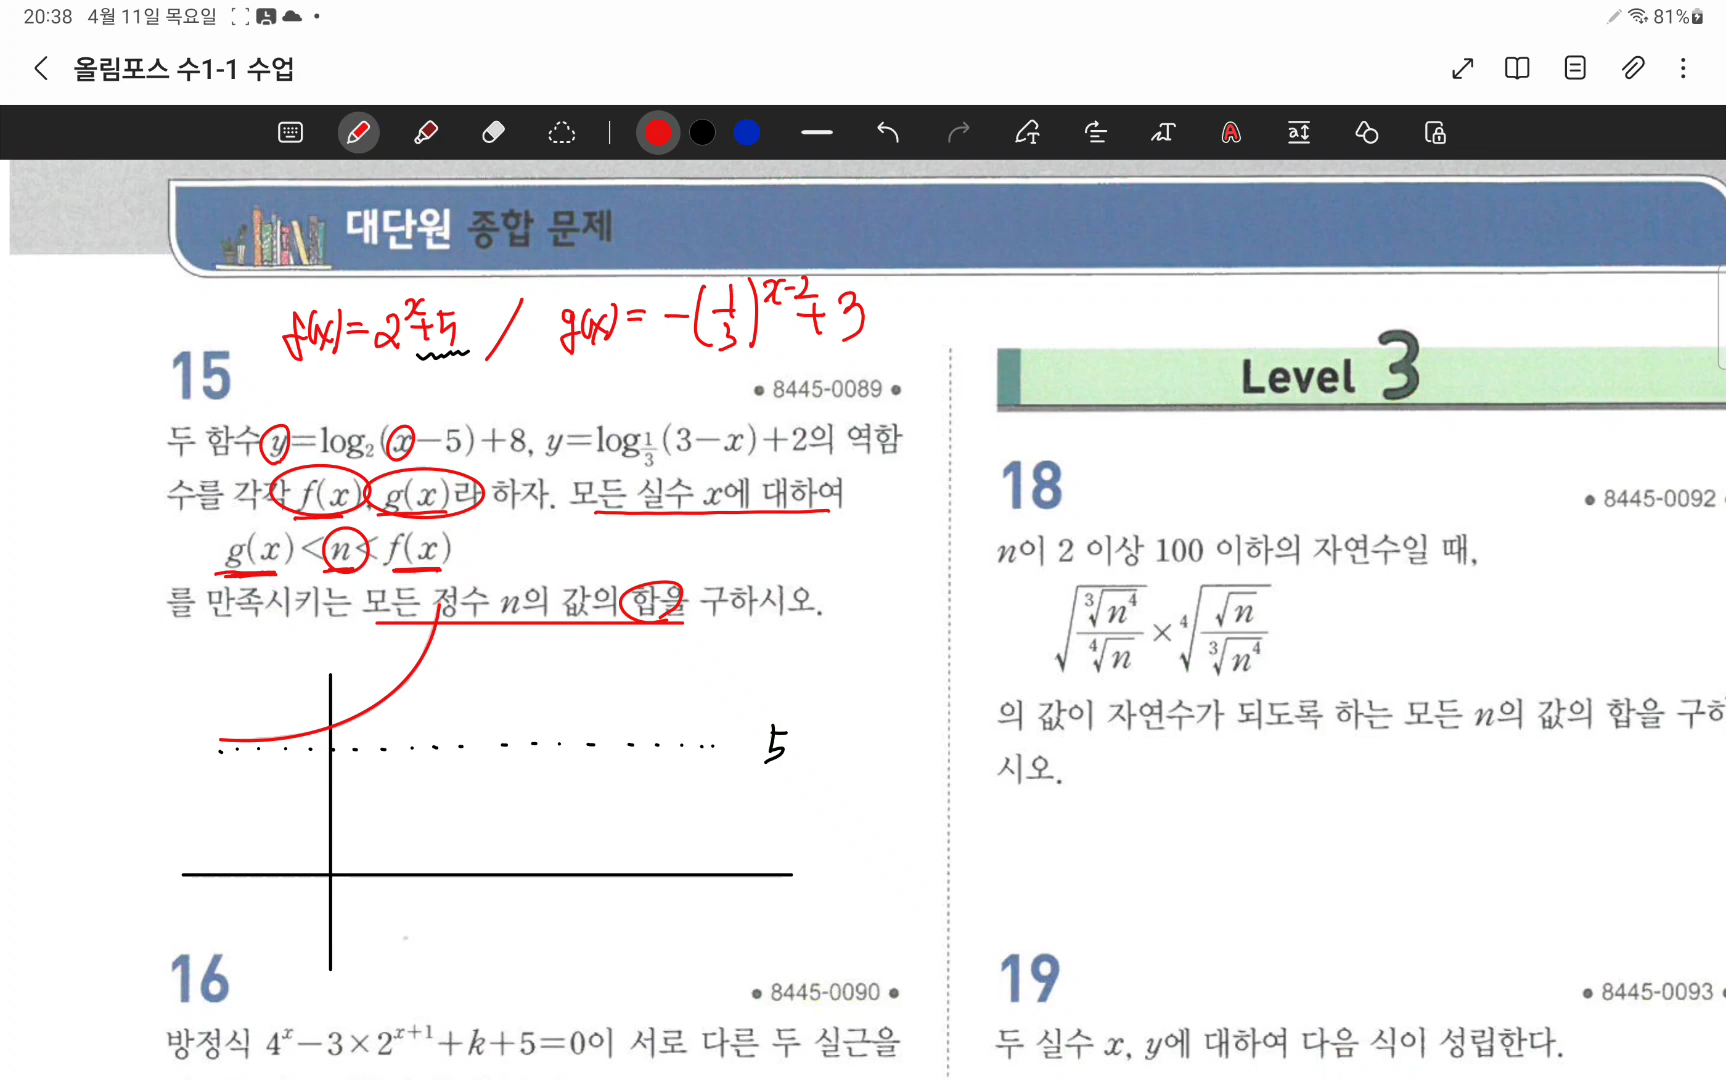 20:38 4월 11일 목요일
81%
올림포스 수1-1 수업
대단원 종합 문제
f(x)=2^x+5 / g(x)=-(1/3)^(x-2)+3
15
• 8445-0089 •
두 함수 y=log₂(x-5)+8, y=log_(1/3)(3-x)+2의 역함
수를 각각 f(x), g(x)라 하자. 모든 실수 x에 대하여
g(x)<n<f(x)
를 만족시키는 모든 정수 n의 값의 합을 구하시오.
5
16
• 8445-0090 •
방정식 4^x-3×2^(x+1)+k+5=0이 서로 다른 두 실근을
Level 3
18
• 8445-0092
n이 2 이상 100 이하의 자연수일 때,
√(∛(n⁴)/∜n)×∜(√n/∛(n⁴))
의 값이 자연수가 되도록 하는 모든 n의 값의 합을 구하
시오.
19
• 8445-0093
두 실수 x, y에 대하여 다음 식이 성립한다.